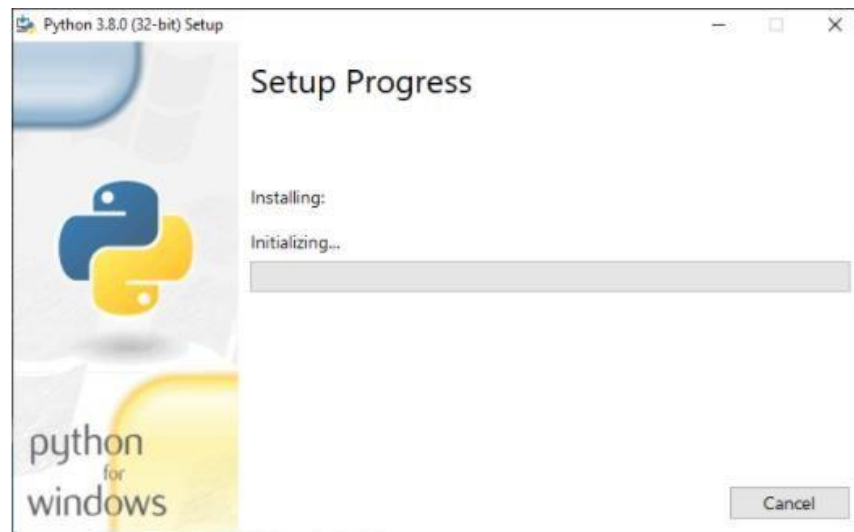 Python 3.8.0 (32-bit) Setup
Setup Progress
Installing:
Initializing...
python
for
windows
Cancel